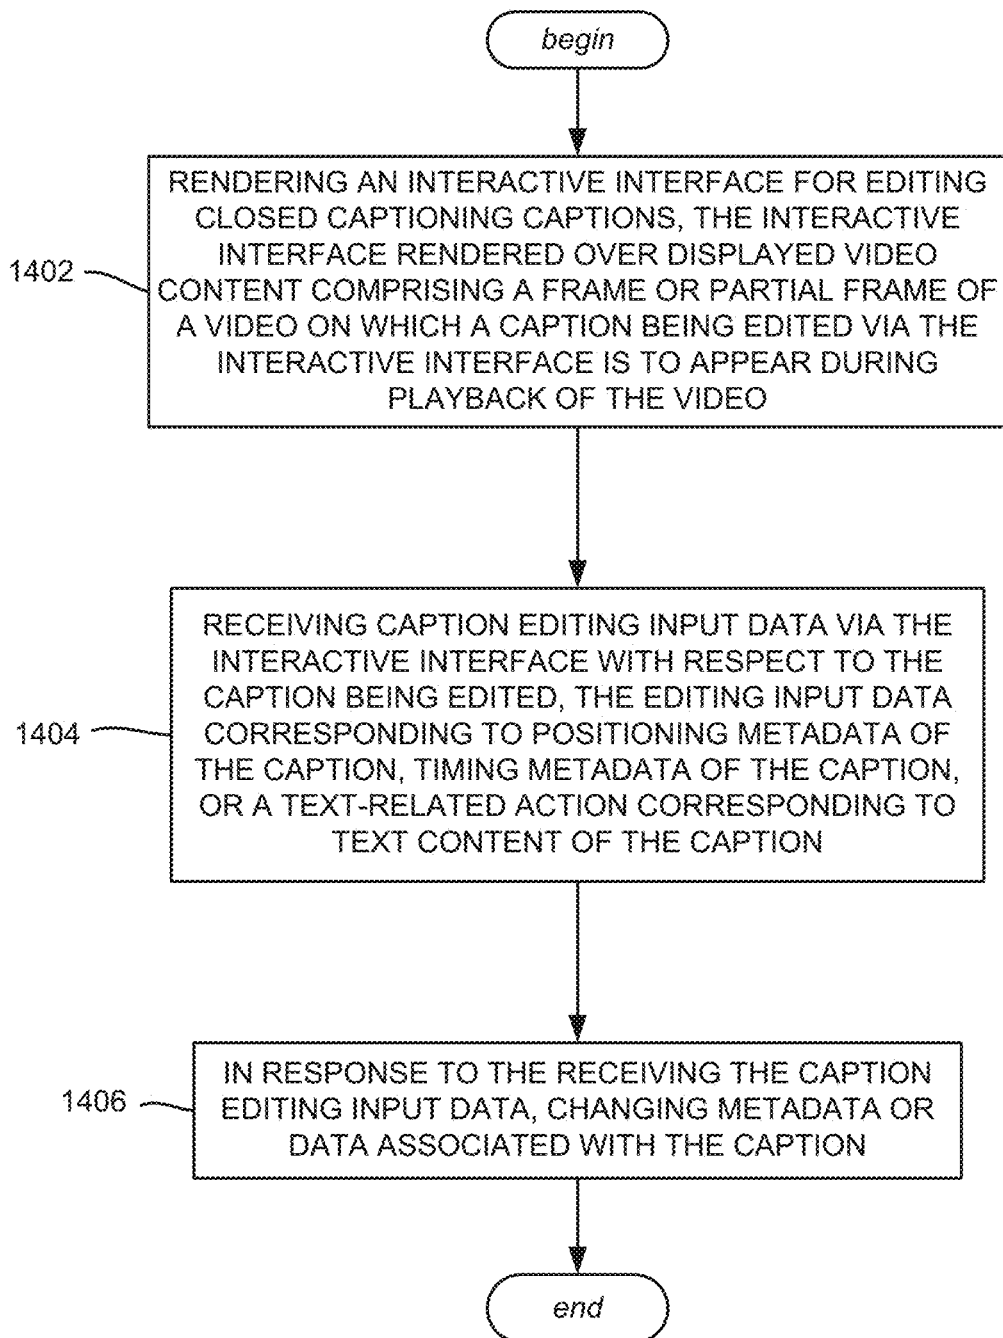 begin
RENDERING AN INTERACTIVE INTERFACE FOR EDITING
CLOSED CAPTIONING CAPTIONS, THE INTERACTIVE
INTERFACE RENDERED OVER DISPLAYED VIDEO
CONTENT COMPRISING A FRAME OR PARTIAL FRAME OF
A VIDEO ON WHICH A CAPTION BEING EDITED VIA THE
INTERACTIVE INTERFACE IS TO APPEAR DURING
PLAYBACK OF THE VIDEO
1402
RECEIVING CAPTION EDITING INPUT DATA VIA THE
INTERACTIVE INTERFACE WITH RESPECT TO THE
CAPTION BEING EDITED, THE EDITING INPUT DATA
CORRESPONDING TO POSITIONING METADATA OF
THE CAPTION, TIMING METADATA OF THE CAPTION,
OR A TEXT-RELATED ACTION CORRESPONDING TO
TEXT CONTENT OF THE CAPTION
1404
IN RESPONSE TO THE RECEIVING THE CAPTION
EDITING INPUT DATA, CHANGING METADATA OR
DATA ASSOCIATED WITH THE CAPTION
1406
end